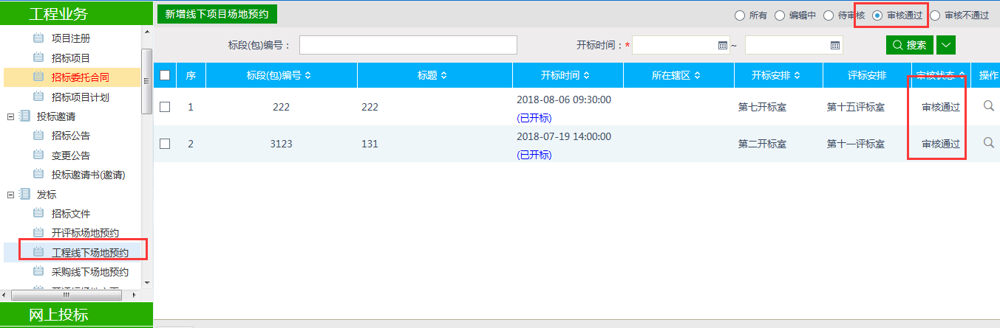 工程业务
项目注册
招标项目
招标委托合同
招标项目计划
投标邀请
招标公告
变更公告
投标邀请书(邀请)
发标
招标文件
开评标场地预约
工程线下场地预约
采购线下场地预约
网上投标
新增线下项目场地预约
所有 编辑中 待审核 审核通过 审核不通过
标段(包)编号： 开标时间：* ~ 搜索
序 标段(包)编号 标题 开标时间 所在辖区 开标安排 评标安排 审核状态 操作
1 222 222 2018-08-06 09:30:00 第七开标室 第十五评标室 审核通过
(已开标)
2 3123 131 2018-07-19 14:00:00 第二开标室 第十一评标室 审核通过
(已开标)